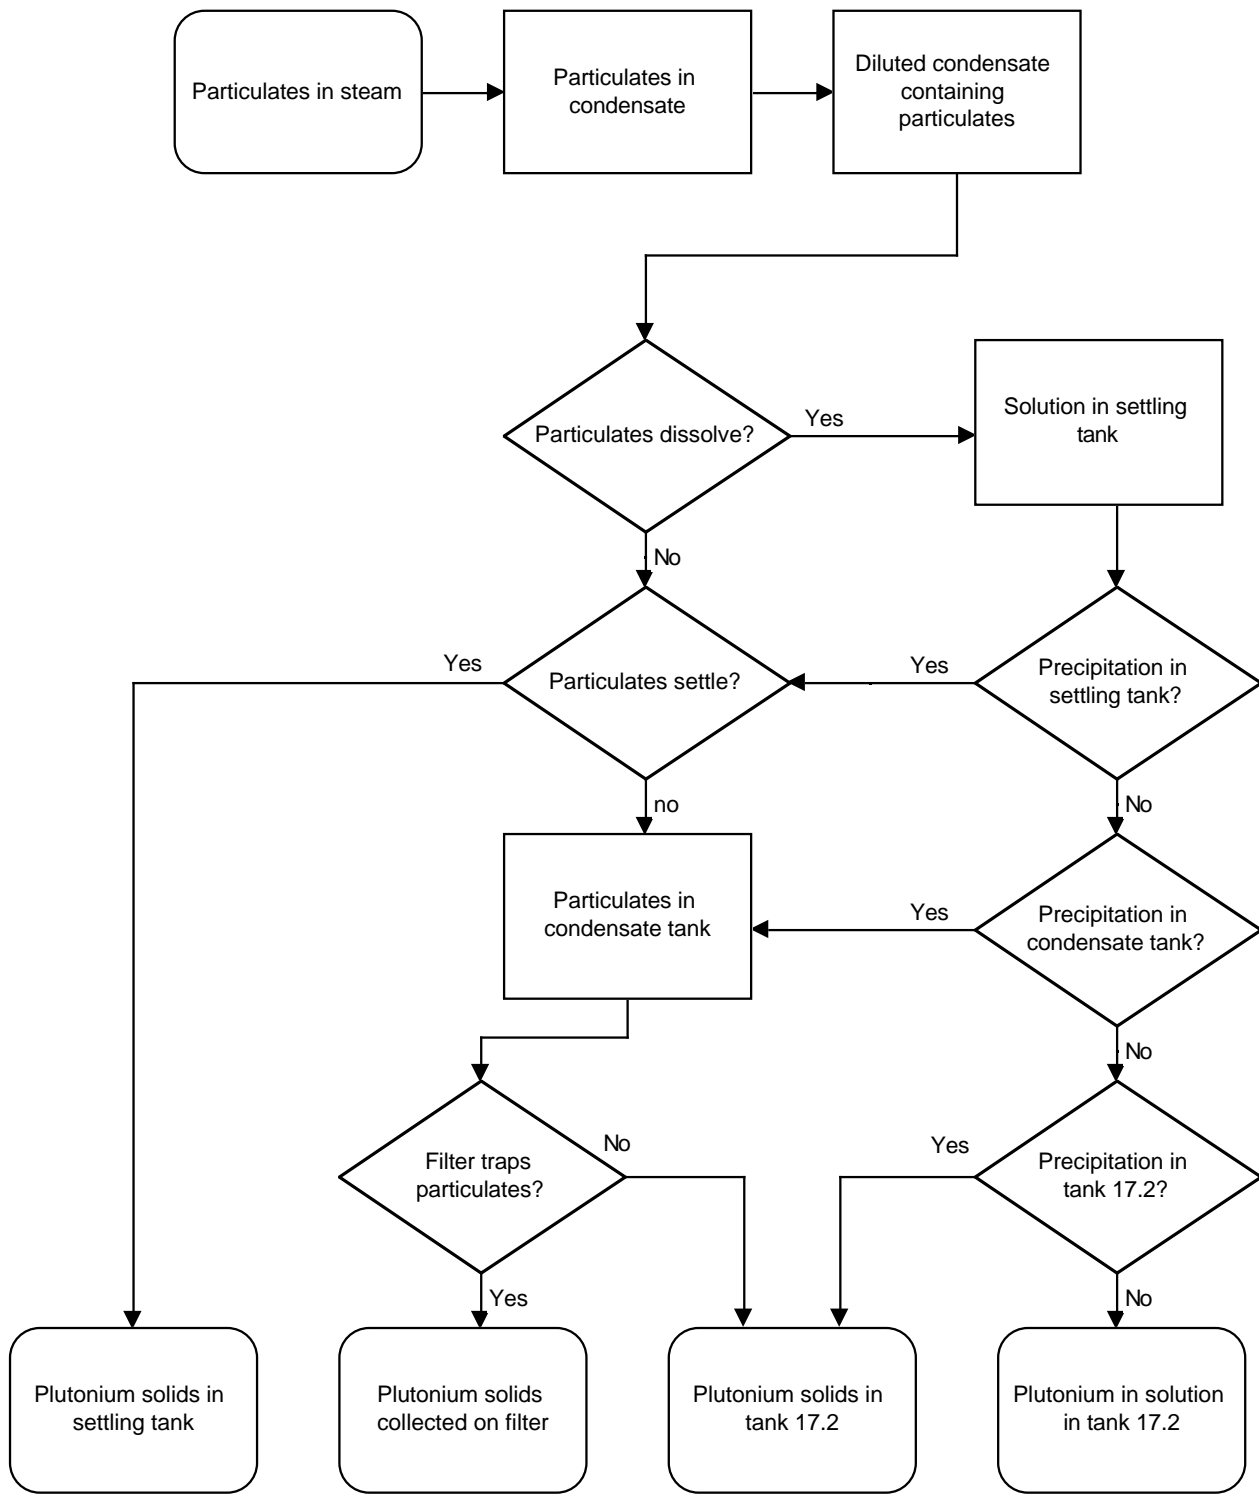 Particulates in steam
Particulates in
condensate
Diluted condensate
containing
particulates
Particulates dissolve?
Yes
Solution in settling
tank
No
Yes
Particulates settle?
Yes
Precipitation in
settling tank?
no
No
Particulates in
condensate tank
Yes
Precipitation in
condensate tank?
No
Filter traps
particulates?
No
Yes
Precipitation in
tank 17.2?
Yes
No
Plutonium solids in
settling tank
Plutonium solids
collected on filter
Plutonium solids in
tank 17.2
Plutonium in solution
in tank 17.2